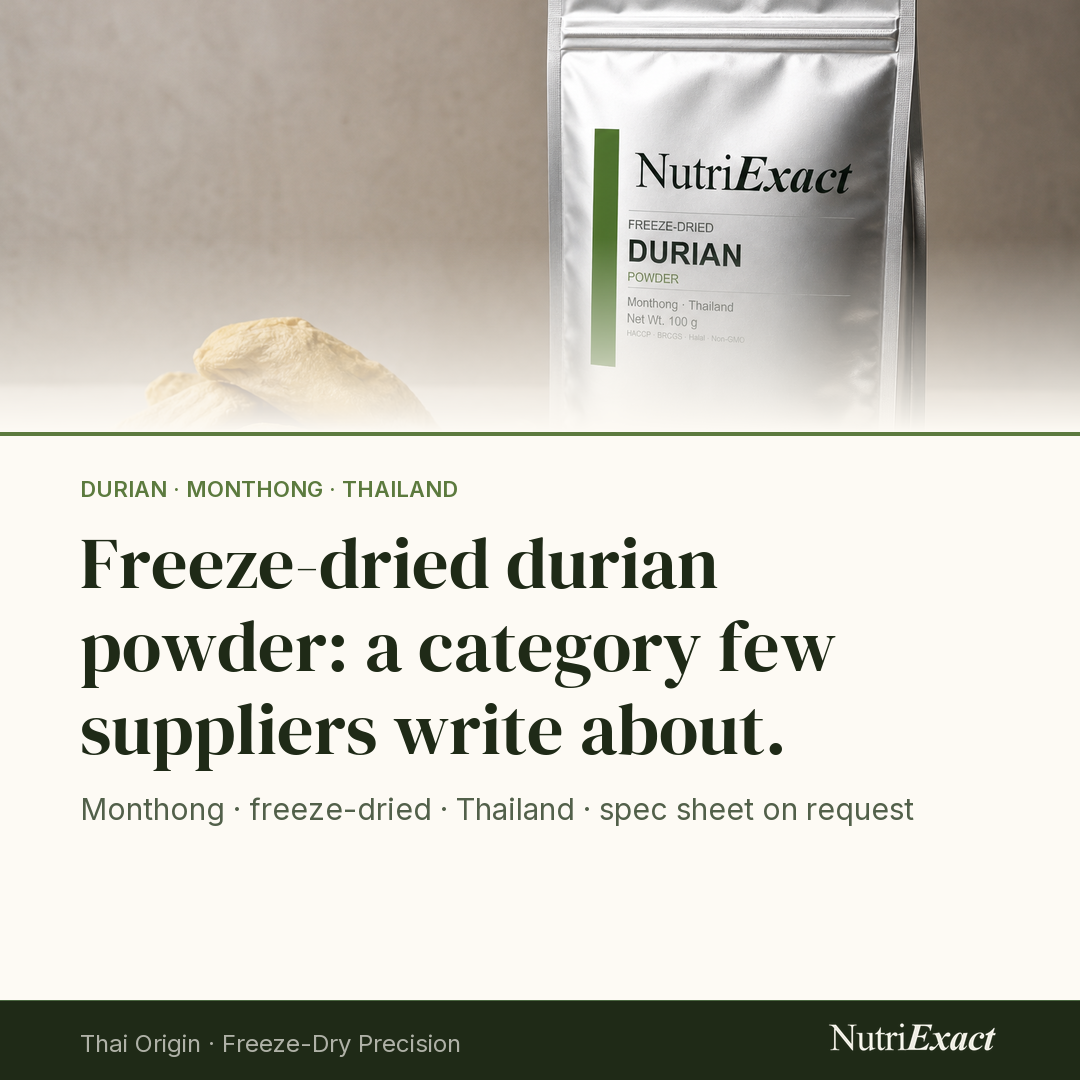 NutriExact
FREEZE-DRIED
DURIAN
POWDER
Monthong · Thailand
Net Wt. 100 g
HACCP · BRCGS · Halal · Non-GMO
DURIAN · MONTHONG · THAILAND
Freeze-dried durian
powder: a category few
suppliers write about.
Monthong · freeze-dried · Thailand · spec sheet on request
Thai Origin · Freeze-Dry Precision
NutriExact